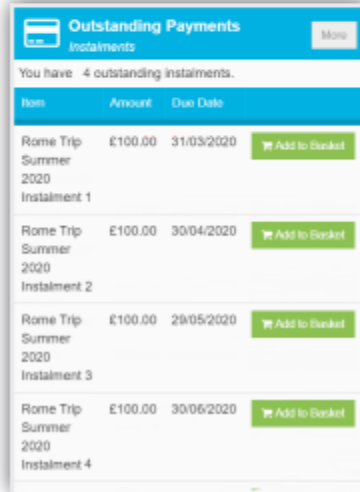 Outstanding Payments
Instalments
More
You have 4 outstanding instalments.
Item Amount Due Date
Rome Trip £100.00 31/03/2020 Add to Basket
Summer
2020
Instalment 1
Rome Trip £100.00 30/04/2020 Add to Basket
Summer
2020
Instalment 2
Rome Trip £100.00 29/05/2020 Add to Basket
Summer
2020
Instalment 3
Rome Trip £100.00 30/06/2020 Add to Basket
Summer
2020
Instalment 4